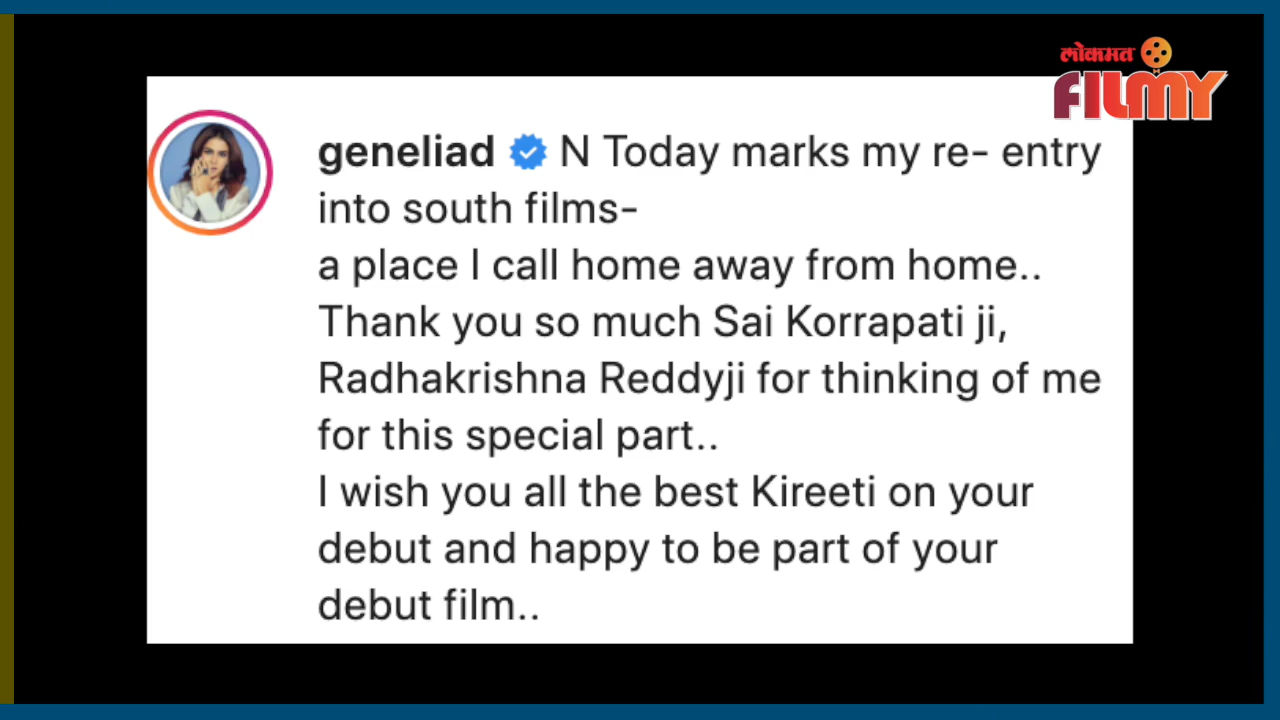 लोकमत
FILMY
geneliad N Today marks my re- entry
into south films-
a place I call home away from home..
Thank you so much Sai Korrapati ji,
Radhakrishna Reddyji for thinking of me
for this special part..
I wish you all the best Kireeti on your
debut and happy to be part of your
debut film..